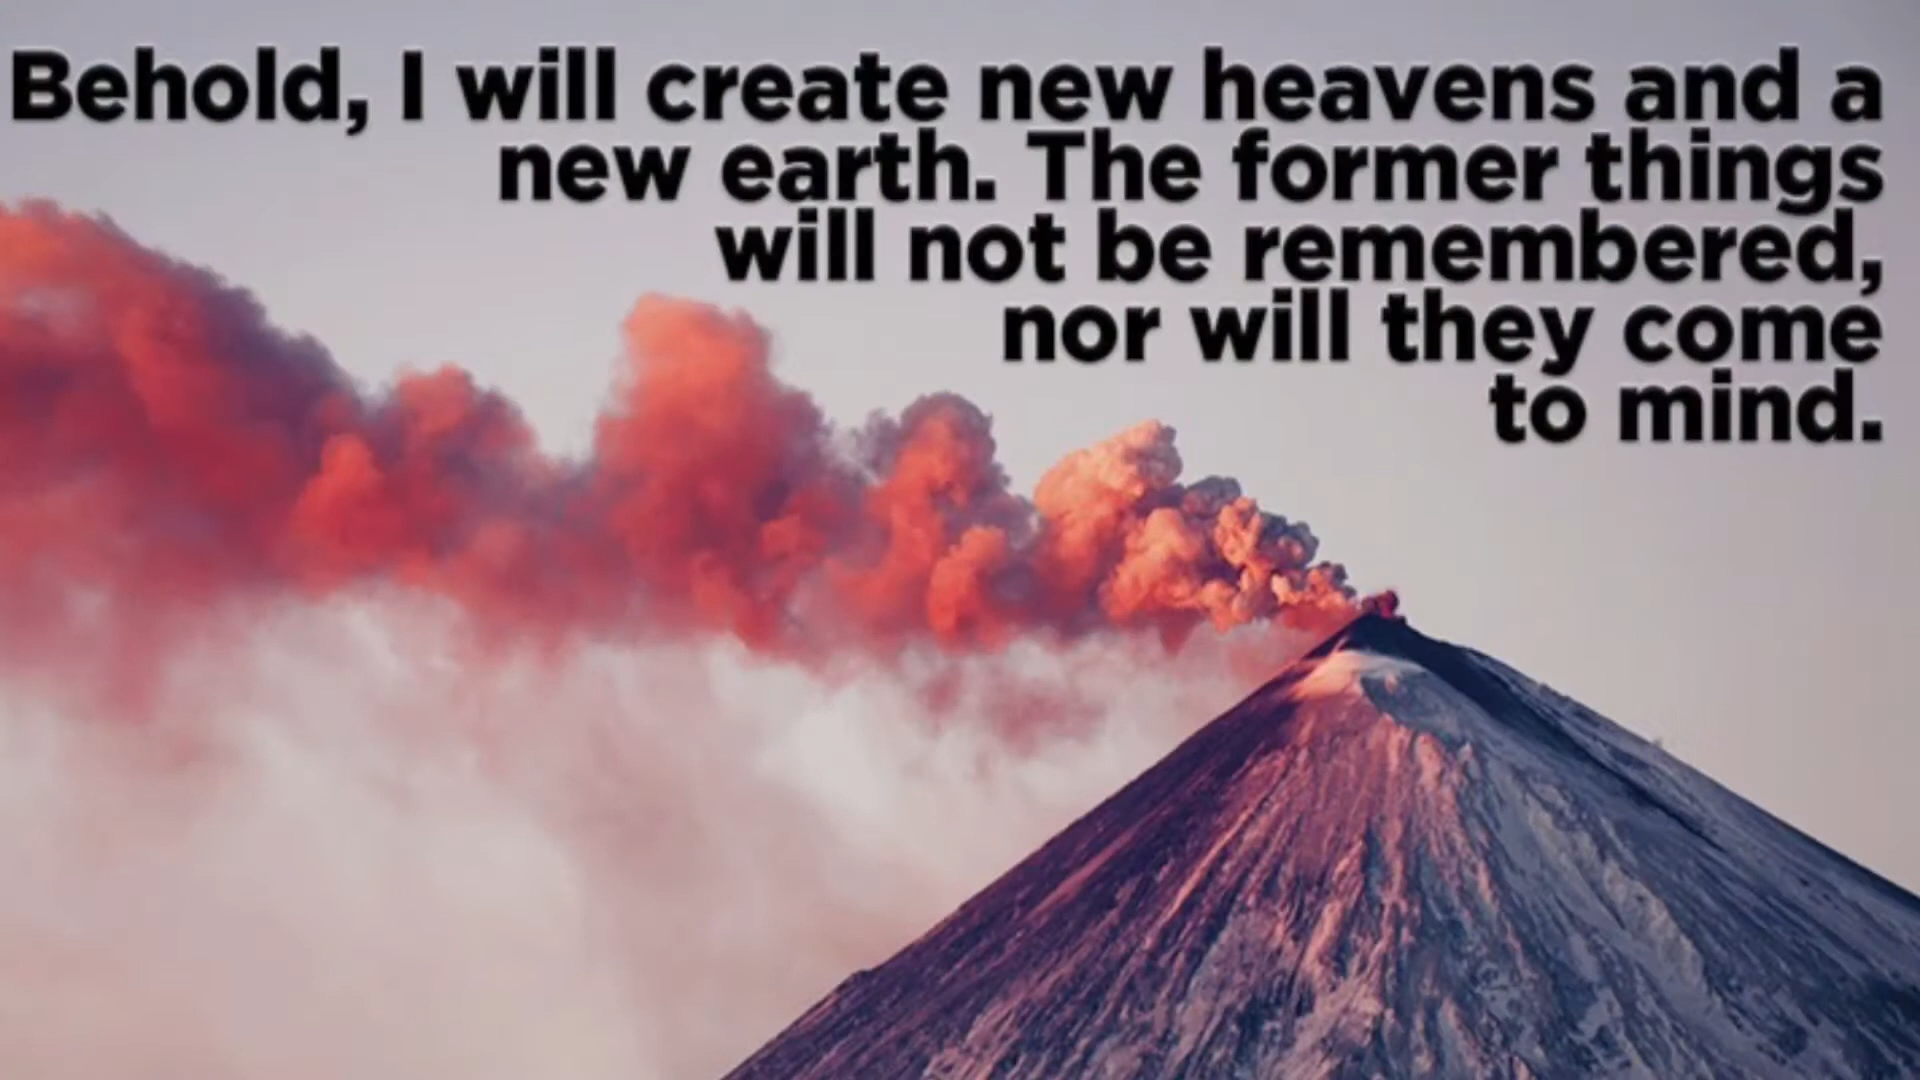 Behold, I will create new heavens and a
new earth. The former things
will not be remembered,
nor will they come
to mind.